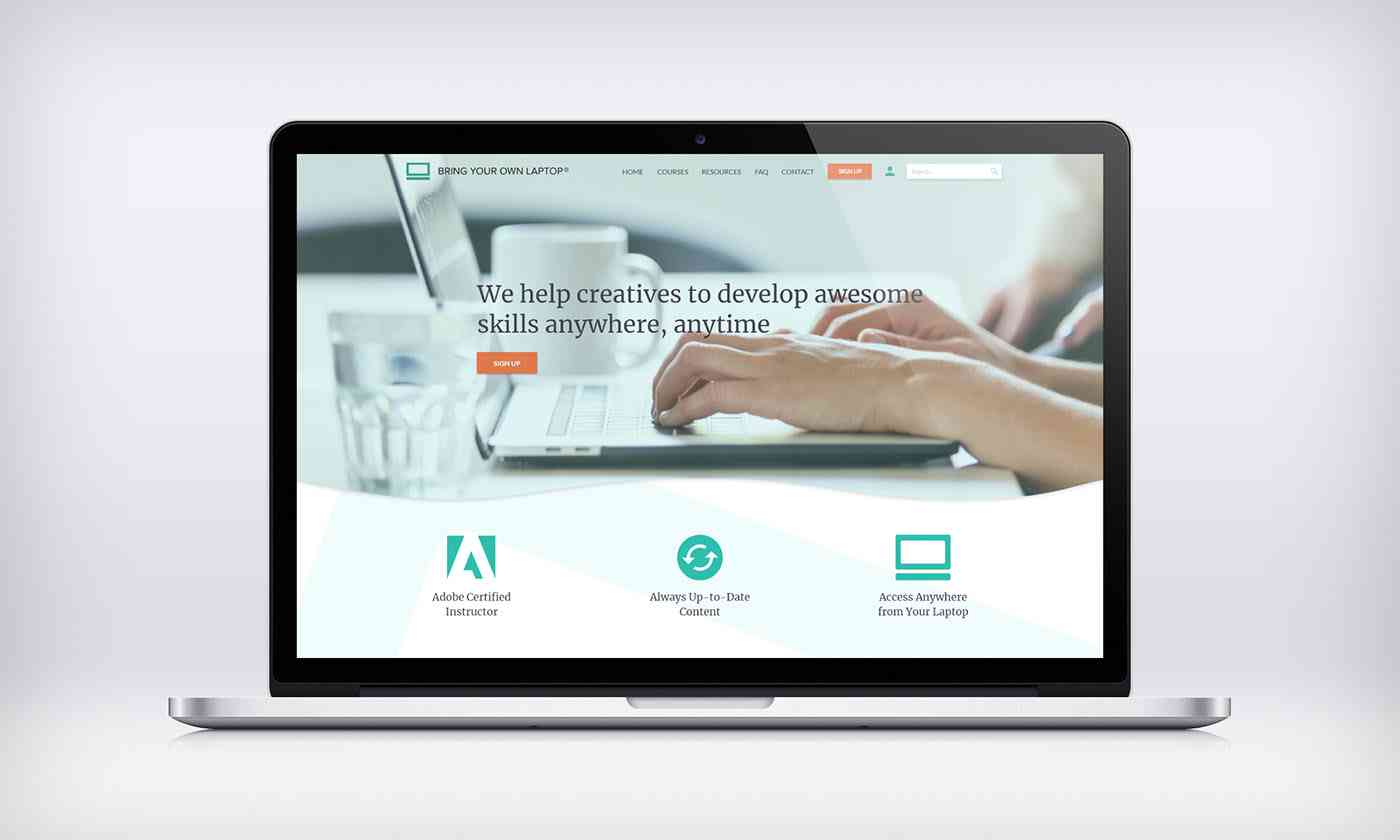 BRING YOUR OWN LAPTOP®
HOME COURSES RESOURCES FAQ CONTACT SIGN UP Search...
We help creatives to develop awesome
skills anywhere, anytime
SIGN UP
Adobe Certified
Instructor
Always Up-to-Date
Content
Access Anywhere
from Your Laptop